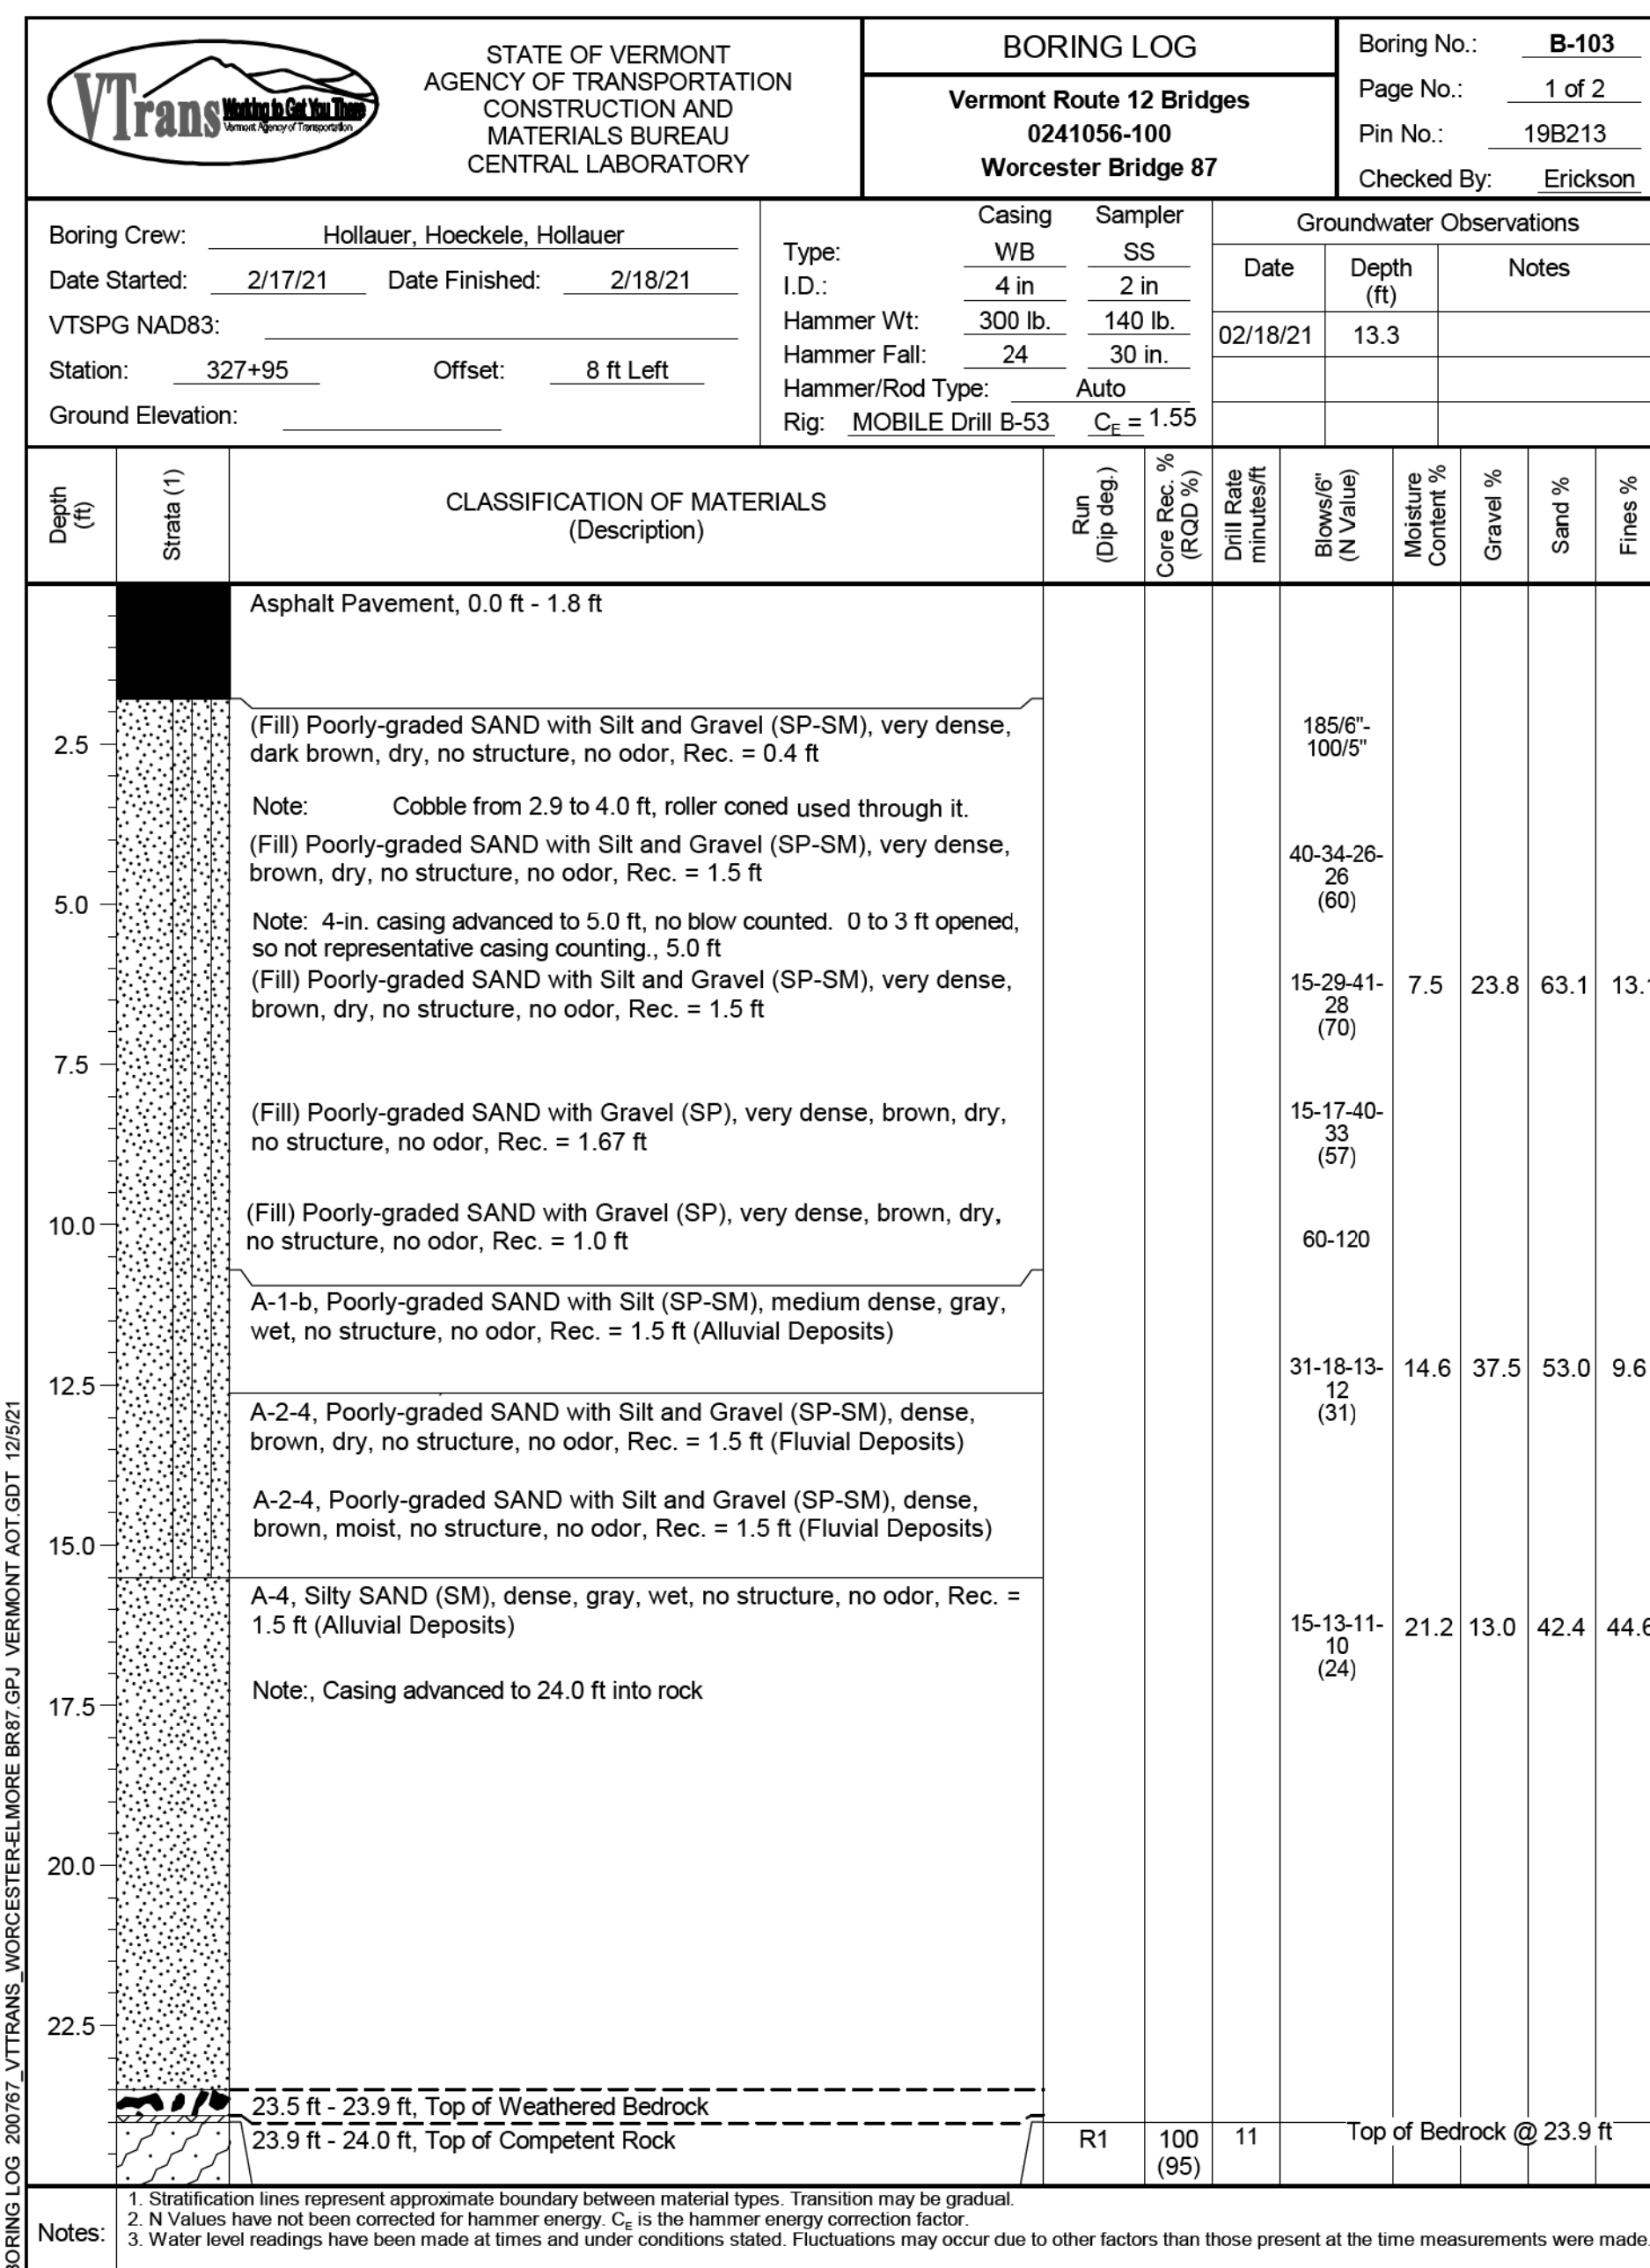 VTrans Working to Get You There
Vermont Agency of Transportation
STATE OF VERMONT
AGENCY OF TRANSPORTATION
CONSTRUCTION AND
MATERIALS BUREAU
CENTRAL LABORATORY
BORING LOG
Vermont Route 12 Bridges
0241056-100
Worcester Bridge 87
Boring No.: B-103
Page No.: 1 of 2
Pin No.: 19B213
Checked By: Erickson
Boring Crew: Hollauer, Hoeckele, Hollauer
Date Started: 2/17/21 Date Finished: 2/18/21
VTSPG NAD83:
Station: 327+95 Offset: 8 ft Left
Ground Elevation:
Casing Sampler
Type: WB SS
I.D.: 4 in 2 in
Hammer Wt: 300 lb. 140 lb.
Hammer Fall: 24 30 in.
Hammer/Rod Type: Auto
Rig: MOBILE Drill B-53 CE = 1.55
Groundwater Observations
Date Depth (ft) Notes
02/18/21 13.3
Depth (ft)
Strata (1)
CLASSIFICATION OF MATERIALS
(Description)
Run (Dip deg.)
Core Rec. % (RQD %)
Drill Rate minutes/ft
Blows/6" (N Value)
Moisture Content %
Gravel %
Sand %
Fines %
Asphalt Pavement, 0.0 ft - 1.8 ft
(Fill) Poorly-graded SAND with Silt and Gravel (SP-SM), very dense,
dark brown, dry, no structure, no odor, Rec. = 0.4 ft
185/6"-
100/5"
2.5
Note: Cobble from 2.9 to 4.0 ft, roller coned used through it.
(Fill) Poorly-graded SAND with Silt and Gravel (SP-SM), very dense,
brown, dry, no structure, no odor, Rec. = 1.5 ft
40-34-26-
26
(60)
5.0
Note: 4-in. casing advanced to 5.0 ft, no blow counted. 0 to 3 ft opened,
so not representative casing counting., 5.0 ft
(Fill) Poorly-graded SAND with Silt and Gravel (SP-SM), very dense,
brown, dry, no structure, no odor, Rec. = 1.5 ft
15-29-41-
28
(70)
7.5 23.8 63.1 13.1
7.5
(Fill) Poorly-graded SAND with Gravel (SP), very dense, brown, dry,
no structure, no odor, Rec. = 1.67 ft
15-17-40-
33
(57)
(Fill) Poorly-graded SAND with Gravel (SP), very dense, brown, dry,
no structure, no odor, Rec. = 1.0 ft
10.0
60-120
A-1-b, Poorly-graded SAND with Silt (SP-SM), medium dense, gray,
wet, no structure, no odor, Rec. = 1.5 ft (Alluvial Deposits)
12.5
31-18-13-
12
(31)
14.6 37.5 53.0 9.6
A-2-4, Poorly-graded SAND with Silt and Gravel (SP-SM), dense,
brown, dry, no structure, no odor, Rec. = 1.5 ft (Fluvial Deposits)
A-2-4, Poorly-graded SAND with Silt and Gravel (SP-SM), dense,
brown, moist, no structure, no odor, Rec. = 1.5 ft (Fluvial Deposits)
15.0
A-4, Silty SAND (SM), dense, gray, wet, no structure, no odor, Rec. =
1.5 ft (Alluvial Deposits)
15-13-11-
10
(24)
21.2 13.0 42.4 44.6
Note:, Casing advanced to 24.0 ft into rock
17.5
20.0
22.5
23.5 ft - 23.9 ft, Top of Weathered Bedrock
23.9 ft - 24.0 ft, Top of Competent Rock
R1
100
(95)
11
Top of Bedrock @ 23.9 ft
Notes:
1. Stratification lines represent approximate boundary between material types. Transition may be gradual.
2. N Values have not been corrected for hammer energy. CE is the hammer energy correction factor.
3. Water level readings have been made at times and under conditions stated. Fluctuations may occur due to other factors than those present at the time measurements were made.
BORING LOG 200767_VTTRANS_WORCESTER-ELMORE BR87.GPJ VERMONT AOT.GDT 12/5/21